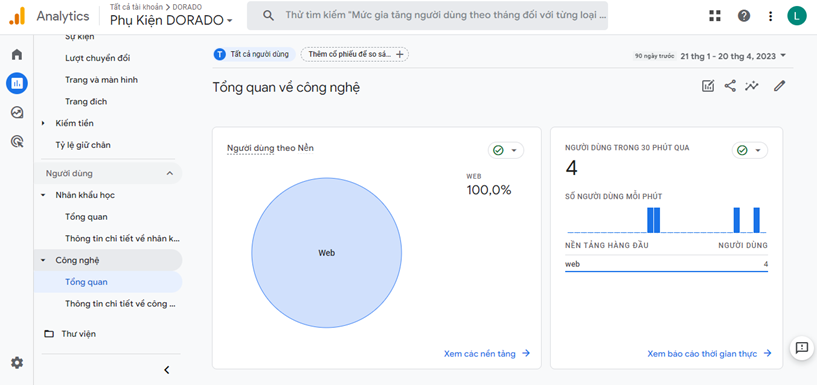 Analytics
Tất cả tài khoản > DORADO
Phụ Kiện DORADO
Thử tìm kiếm "Mức gia tăng người dùng theo tháng đối với từng loại ...
L
Sự kiện
Lượt chuyển đổi
Trang và màn hình
Trang đích
Kiếm tiền
Tỷ lệ giữ chân
Người dùng
Nhân khẩu học
Tổng quan
Thông tin chi tiết về nhân k...
Công nghệ
Tổng quan
Thông tin chi tiết về công ...
Thư viện
T Tất cả người dùng
Thêm cổ phiếu để so sá... +
90 ngày trước 21 thg 1 - 20 thg 4, 2023
Tổng quan về công nghệ
Người dùng theo Nền
WEB
100,0%
Web
Xem các nền tảng
NGƯỜI DÙNG TRONG 30 PHÚT QUA
4
SỐ NGƯỜI DÙNG MỖI PHÚT
NỀN TẢNG HÀNG ĐẦU NGƯỜI DÙNG
web 4
Xem báo cáo thời gian thực